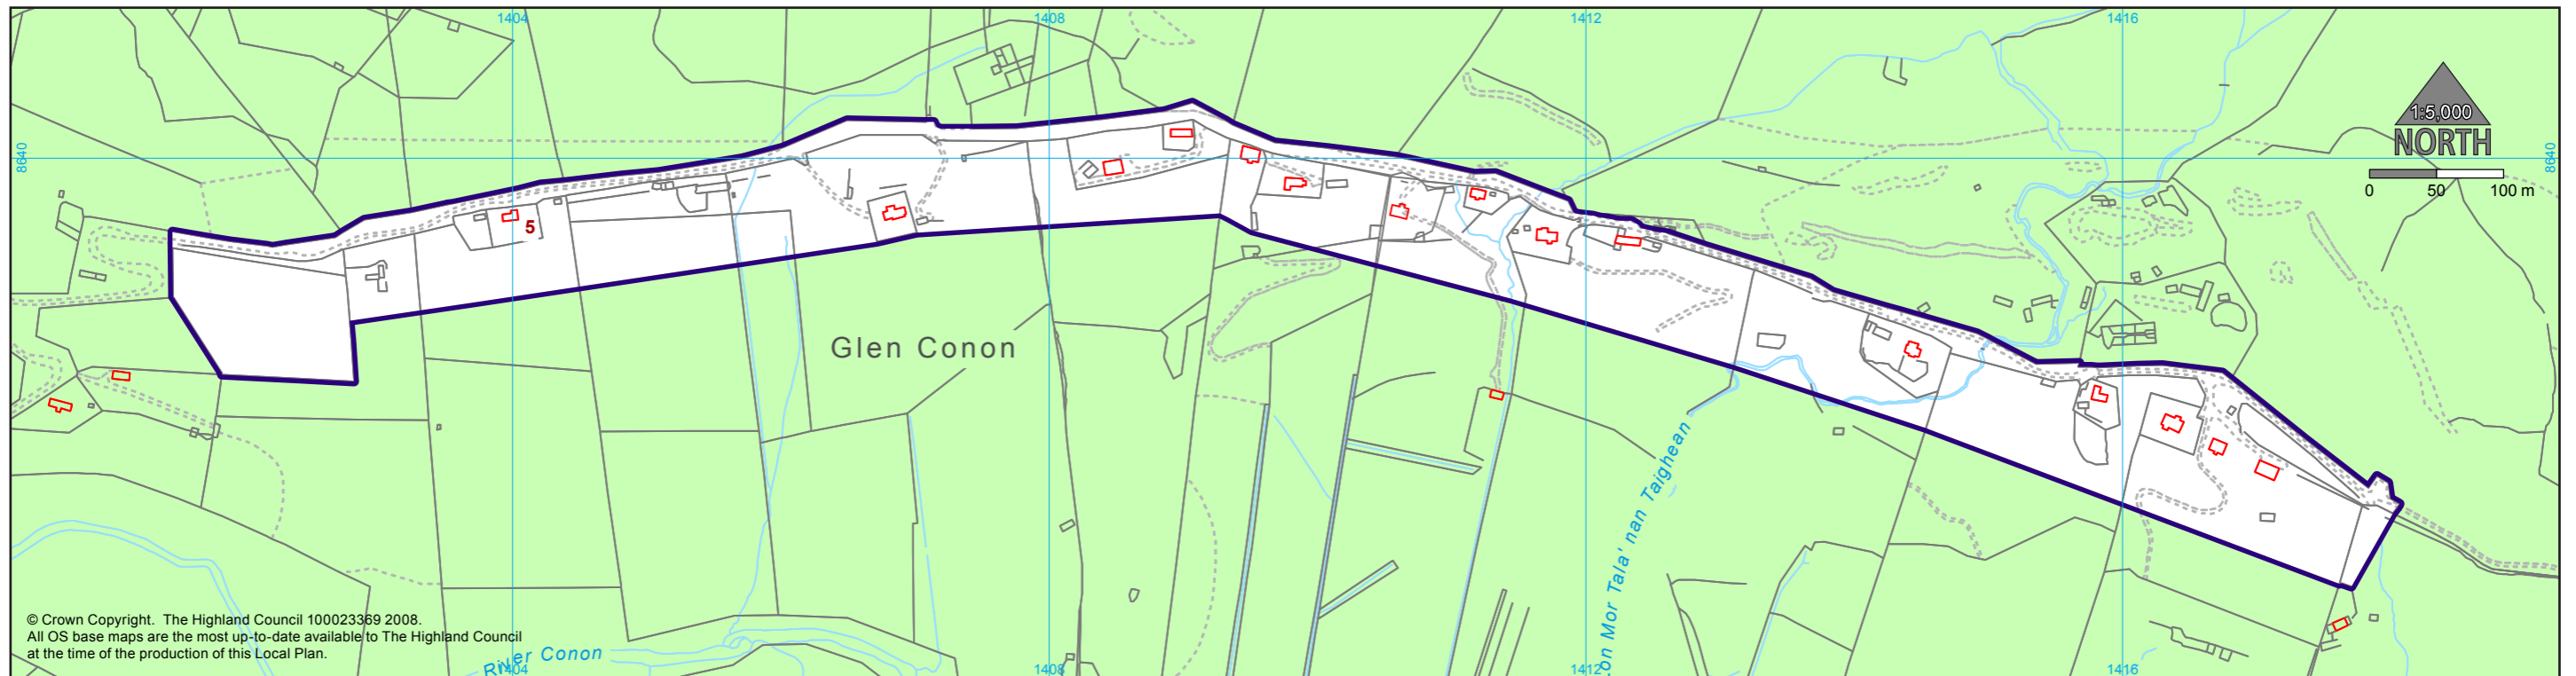 1404 1408 1412 1416
8640 8640
1:5,000
NORTH
0 50 100 m
5
Glen Conon
on Mor Tala' nan Taighean
© Crown Copyright. The Highland Council 100023369 2008.
All OS base maps are the most up-to-date available to The Highland Council
at the time of the production of this Local Plan.
River Conon
1404 1408 1412 1416